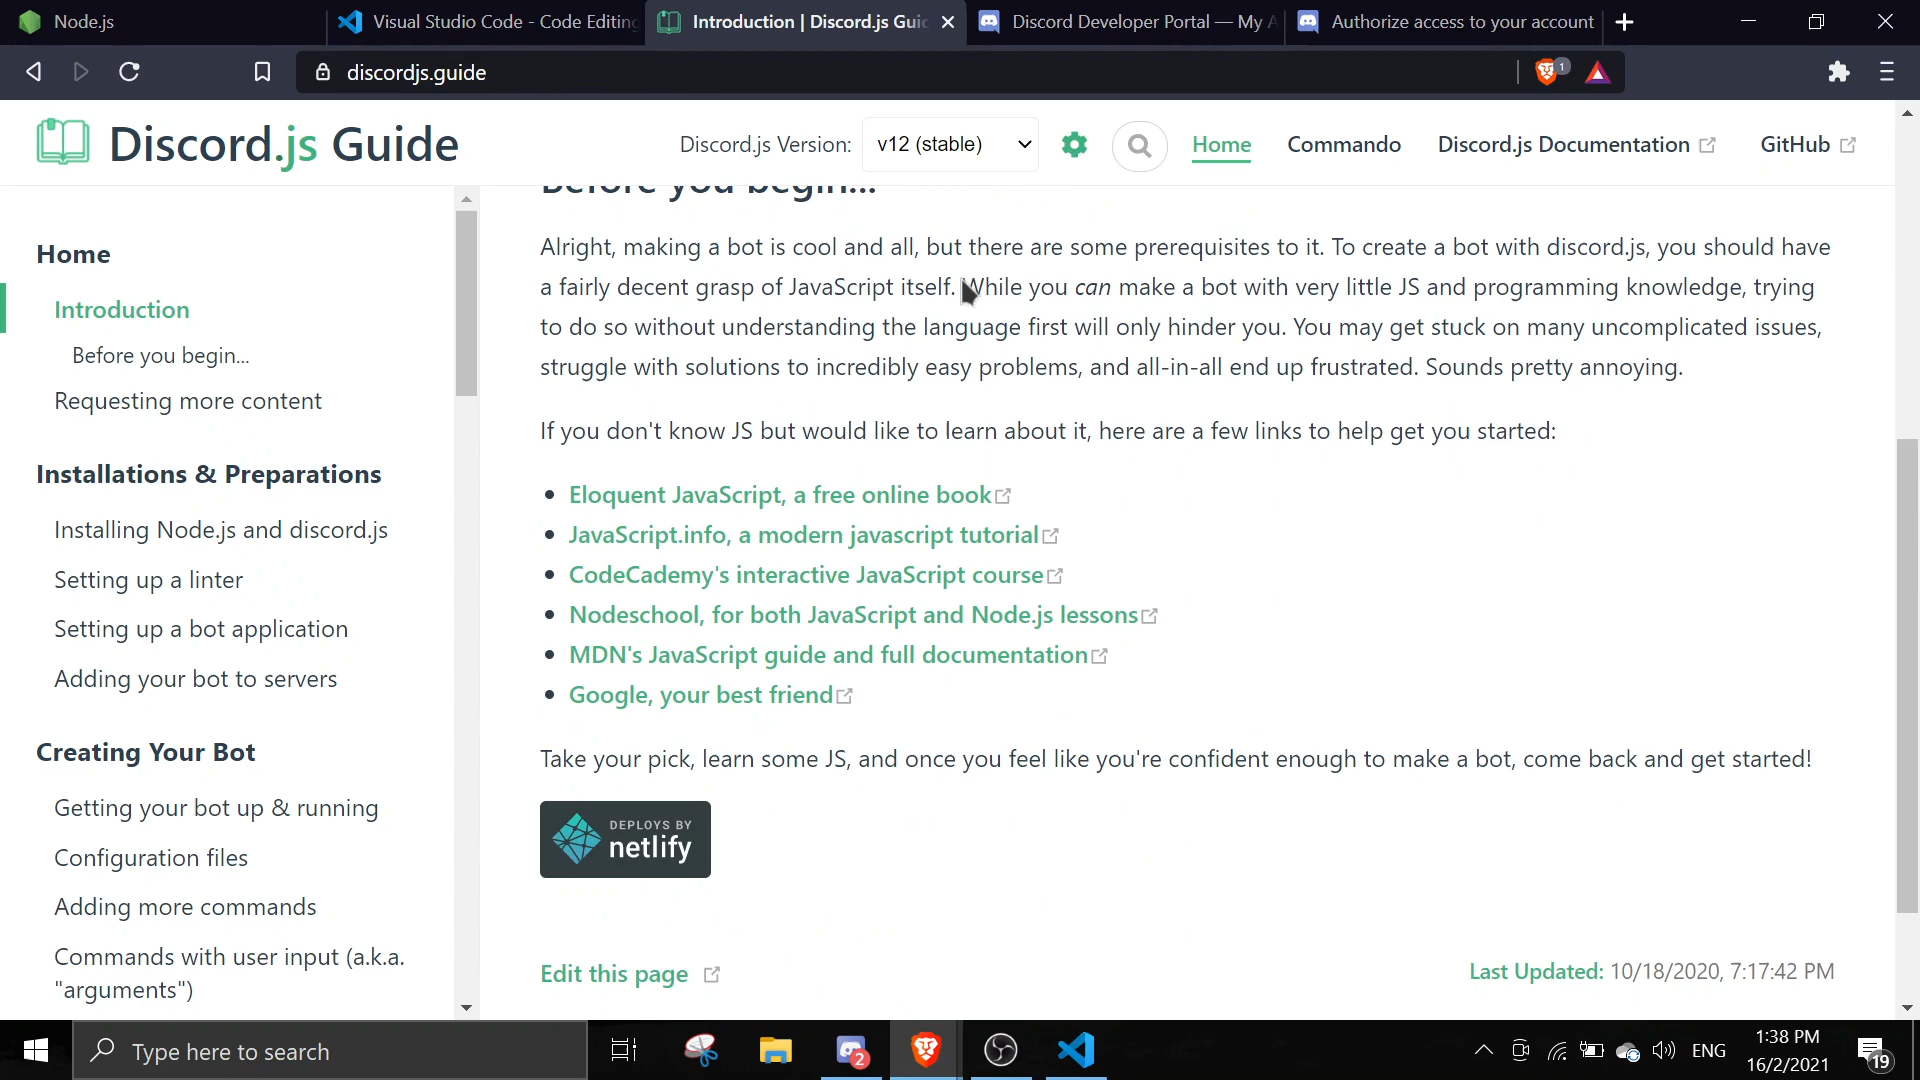 Node.js
Visual Studio Code - Code Editing
Introduction | Discord.js Guid
Discord Developer Portal — My A
Authorize access to your account
discordjs.guide
1
Discord.js Guide
Discord.js Version:
v12 (stable)
Home
Commando
Discord.js Documentation
GitHub
Home
Introduction
Before you begin...
Requesting more content
Installations & Preparations
Installing Node.js and discord.js
Setting up a linter
Setting up a bot application
Adding your bot to servers
Creating Your Bot
Getting your bot up & running
Configuration files
Adding more commands
Commands with user input (a.k.a.
"arguments")
Before you begin...
Alright, making a bot is cool and all, but there are some prerequisites to it. To create a bot with discord.js, you should have
a fairly decent grasp of JavaScript itself. While you can make a bot with very little JS and programming knowledge, trying
to do so without understanding the language first will only hinder you. You may get stuck on many uncomplicated issues,
struggle with solutions to incredibly easy problems, and all-in-all end up frustrated. Sounds pretty annoying.
If you don't know JS but would like to learn about it, here are a few links to help get you started:
Eloquent JavaScript, a free online book
JavaScript.info, a modern javascript tutorial
CodeCademy's interactive JavaScript course
Nodeschool, for both JavaScript and Node.js lessons
MDN's JavaScript guide and full documentation
Google, your best friend
Take your pick, learn some JS, and once you feel like you're confident enough to make a bot, come back and get started!
DEPLOYS BY
netlify
Edit this page
Last Updated: 10/18/2020, 7:17:42 PM
Type here to search
2
ENG
1:38 PM
16/2/2021
19